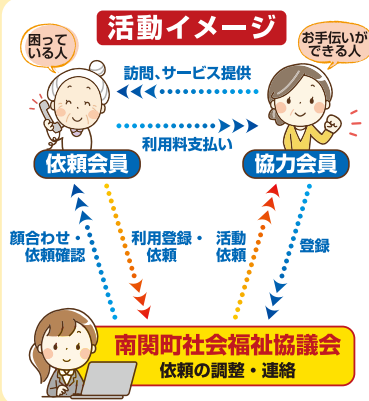 活動イメージ
困って
いる人
お手伝いが
できる人
訪問、サービス提供
利用料支払い
依頼会員
協力会員
顔合わせ・
依頼確認
利用登録・
依頼
活動
依頼
登録
南関町社会福祉協議会
依頼の調整・連絡